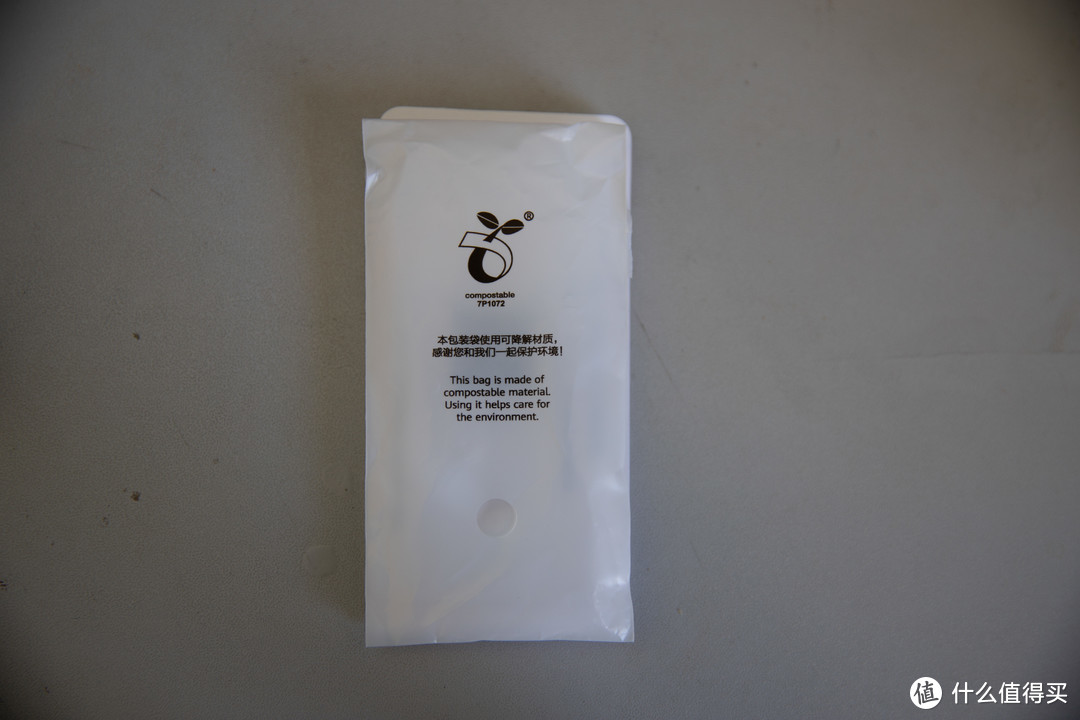 ®
compostable
7P1072
本包装袋使用可降解材质，
感谢您和我们一起保护环境！
This bag is made of
compostable material.
Using it helps care for
the environment.
值 什么值得买